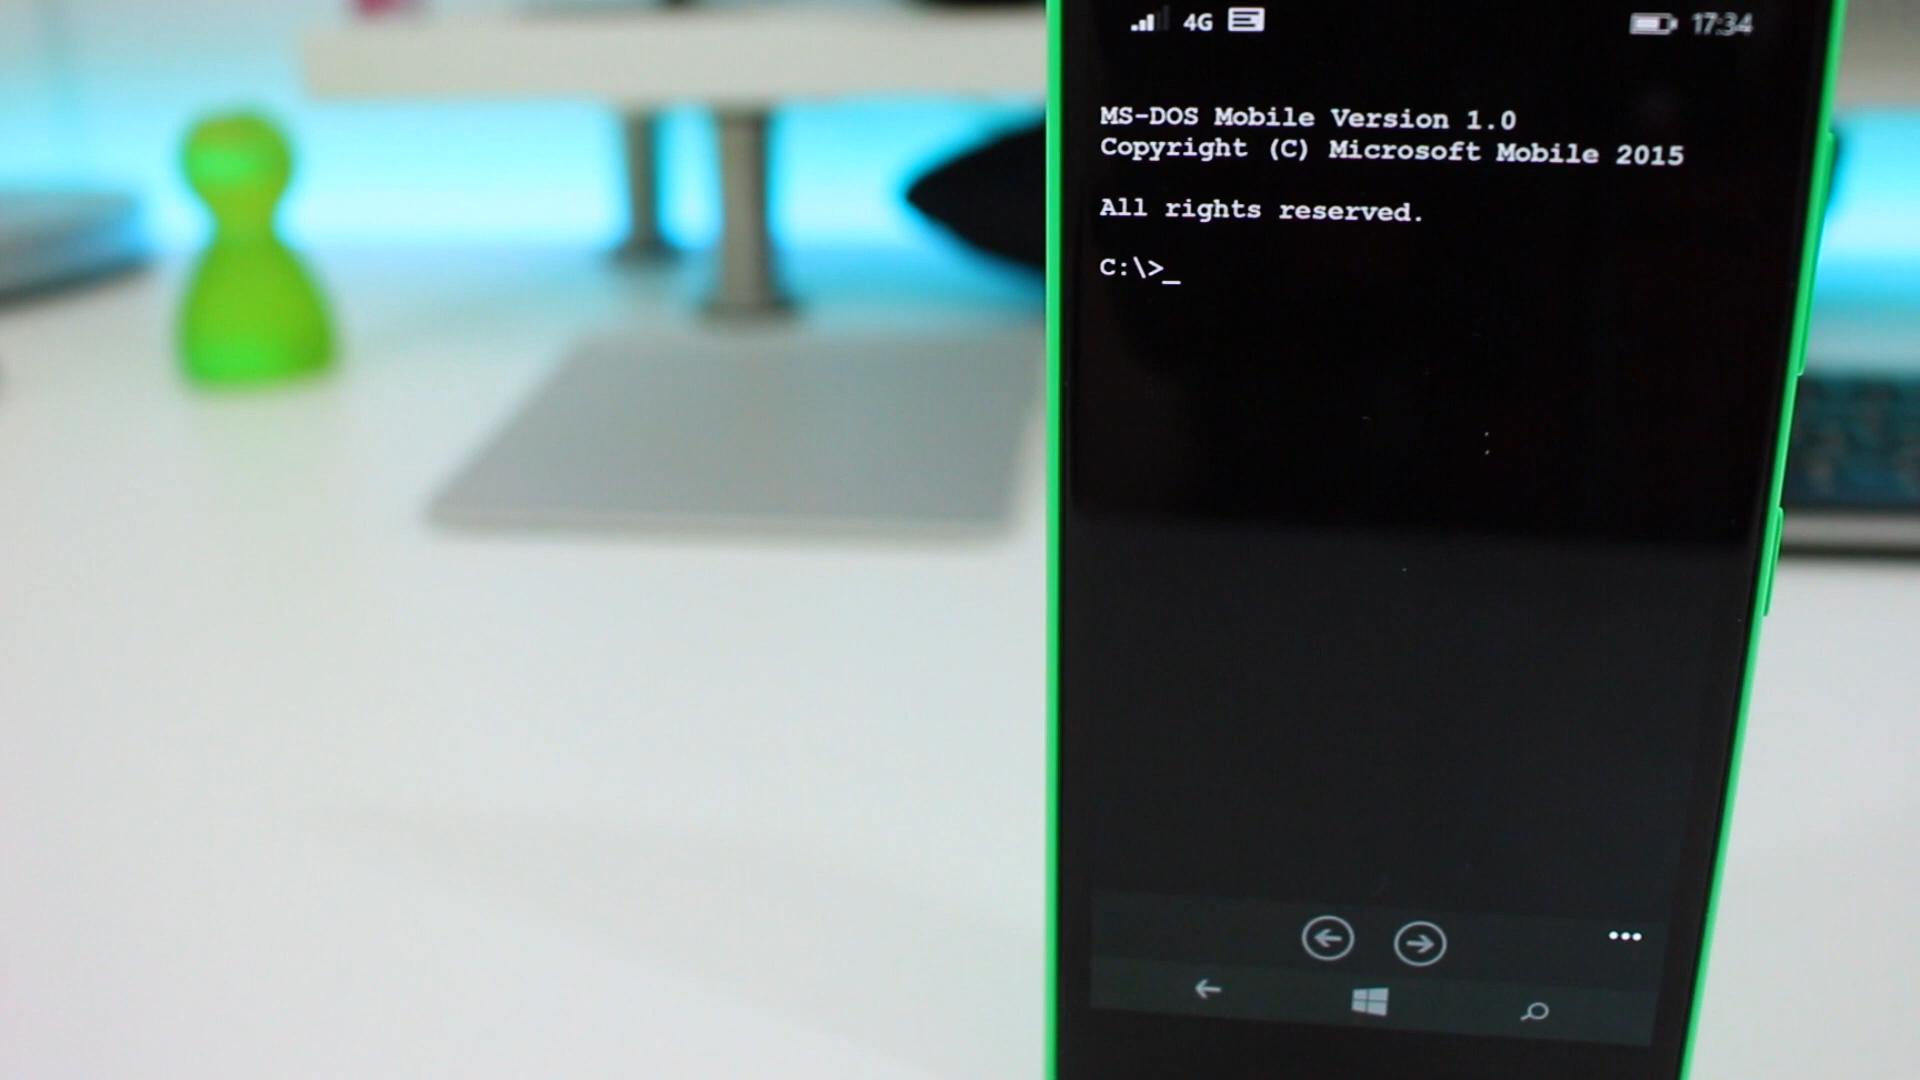 4G 17:34
MS-DOS Mobile Version 1.0
Copyright (C) Microsoft Mobile 2015
All rights reserved.
C:\>_